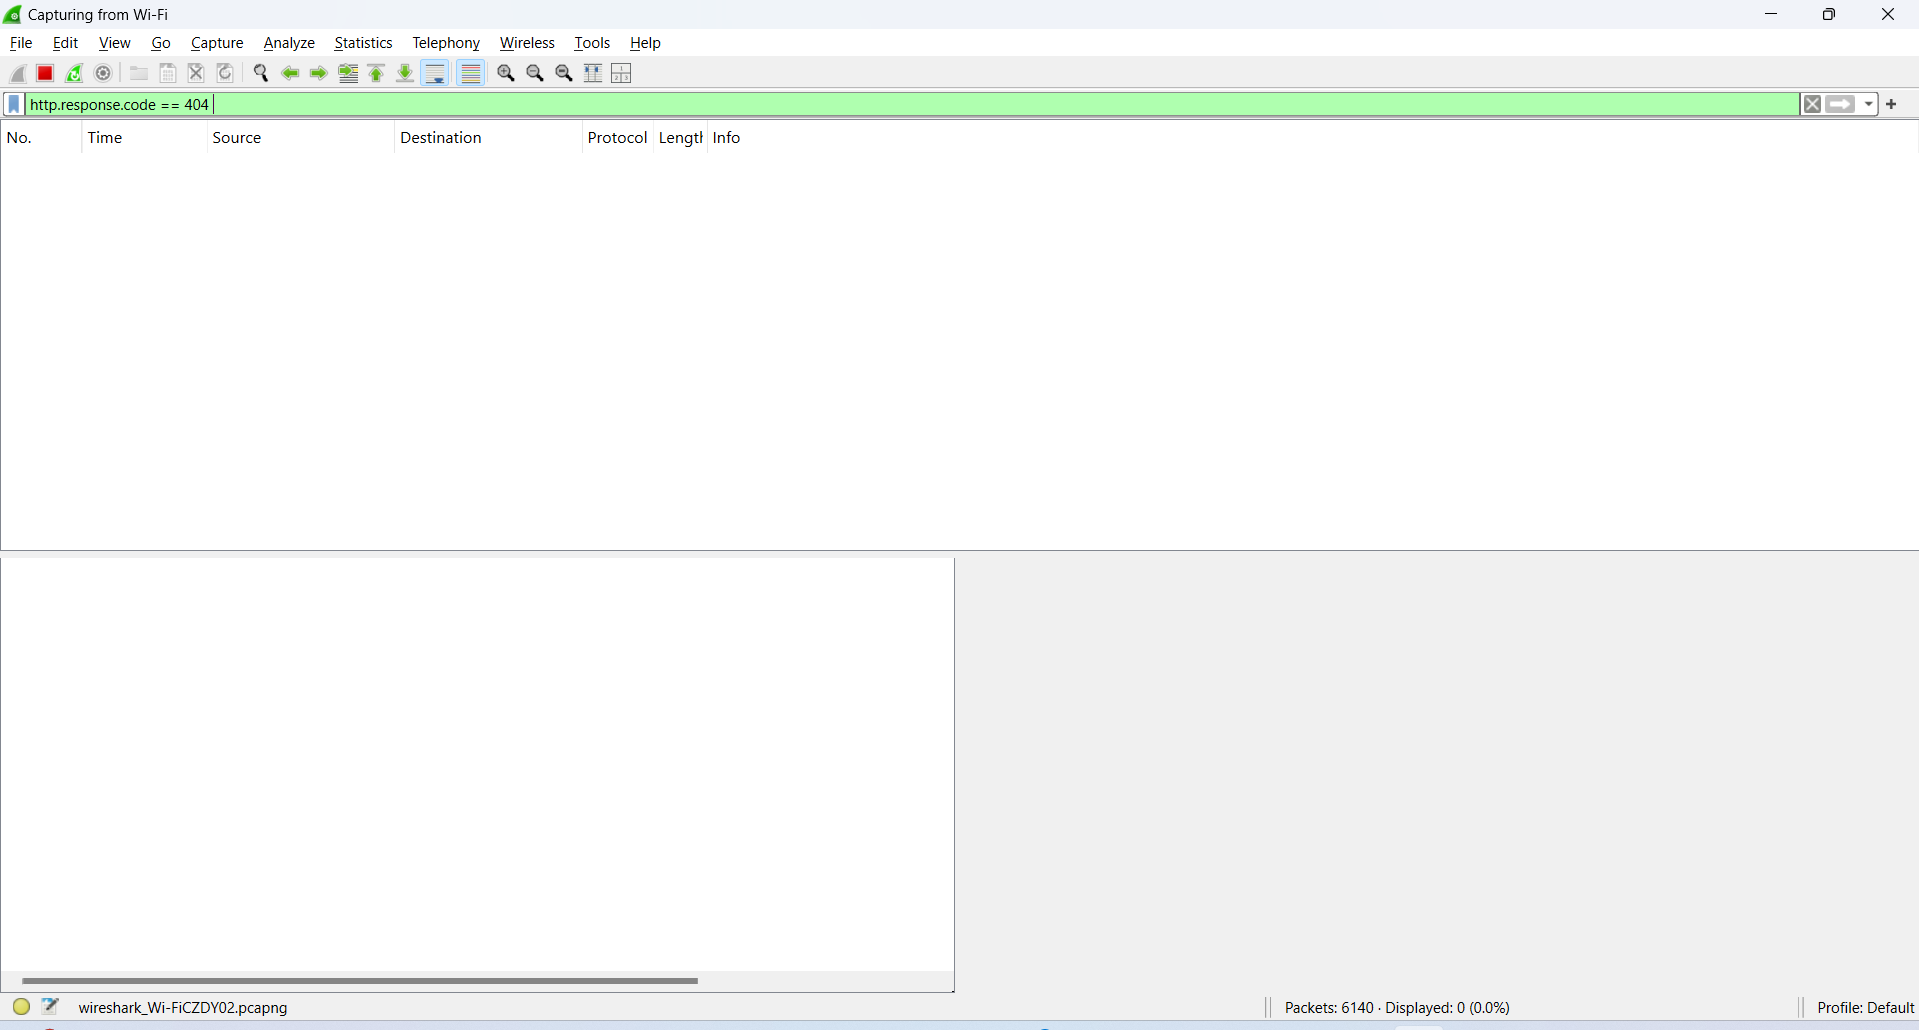 Capturing from Wi-Fi
File Edit View Go Capture Analyze Statistics Telephony Wireless Tools Help
http.response.code == 404
No. Time Source Destination Protocol Length Info
wireshark_Wi-FiCZDY02.pcapng Packets: 6140 · Displayed: 0 (0.0%) Profile: Default